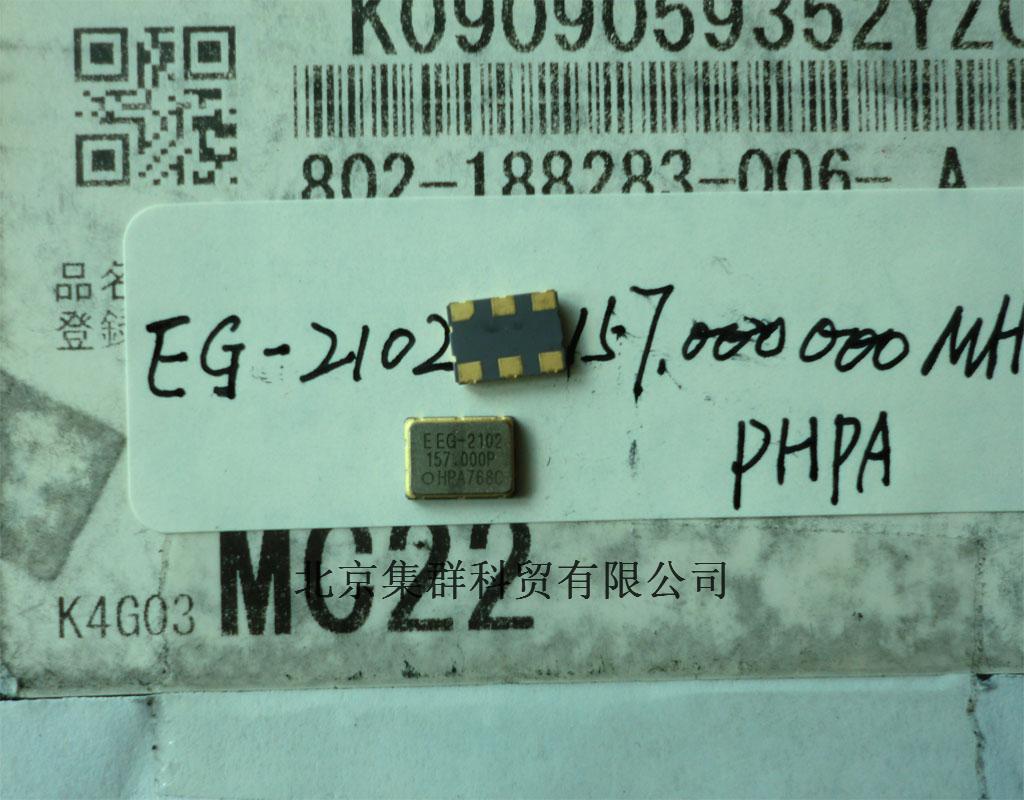 K0909059352YZ
802-188283-006- A
品名
登録
EG-2102 157.000000 MH
PHPA
EEG-2102
157.000P
OHPA768C
MC22
北京集群科贸有限公司
K4G03